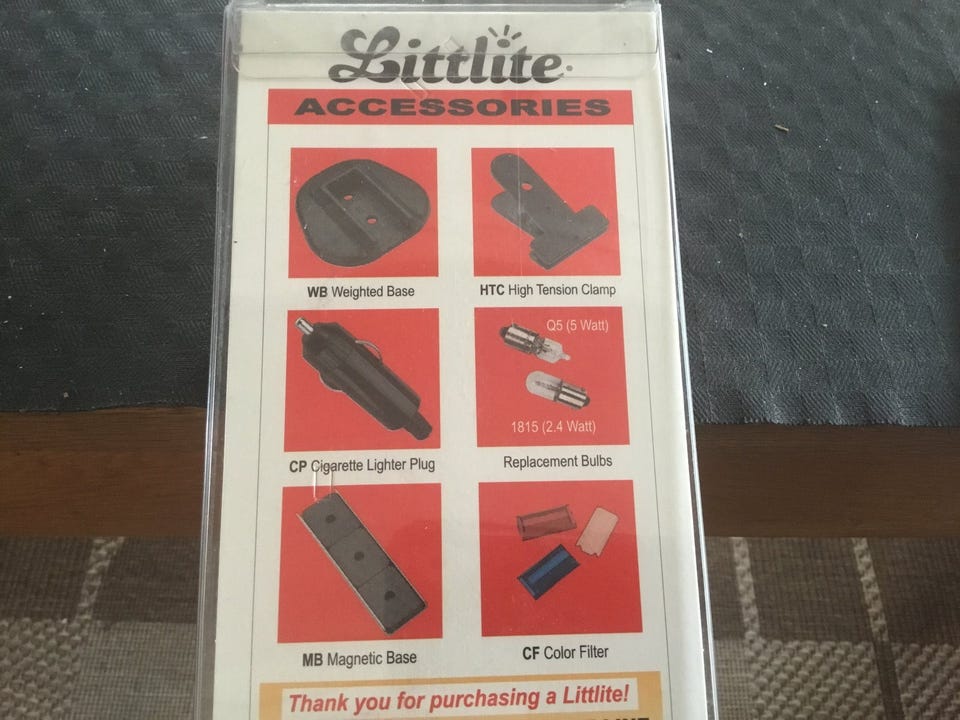 Littlite
ACCESSORIES
WB Weighted Base
HTC High Tension Clamp
Q5 (5 Watt)
1815 (2.4 Watt)
CP Cigarette Lighter Plug
Replacement Bulbs
MB Magnetic Base
CF Color Filter
Thank you for purchasing a Littlite!